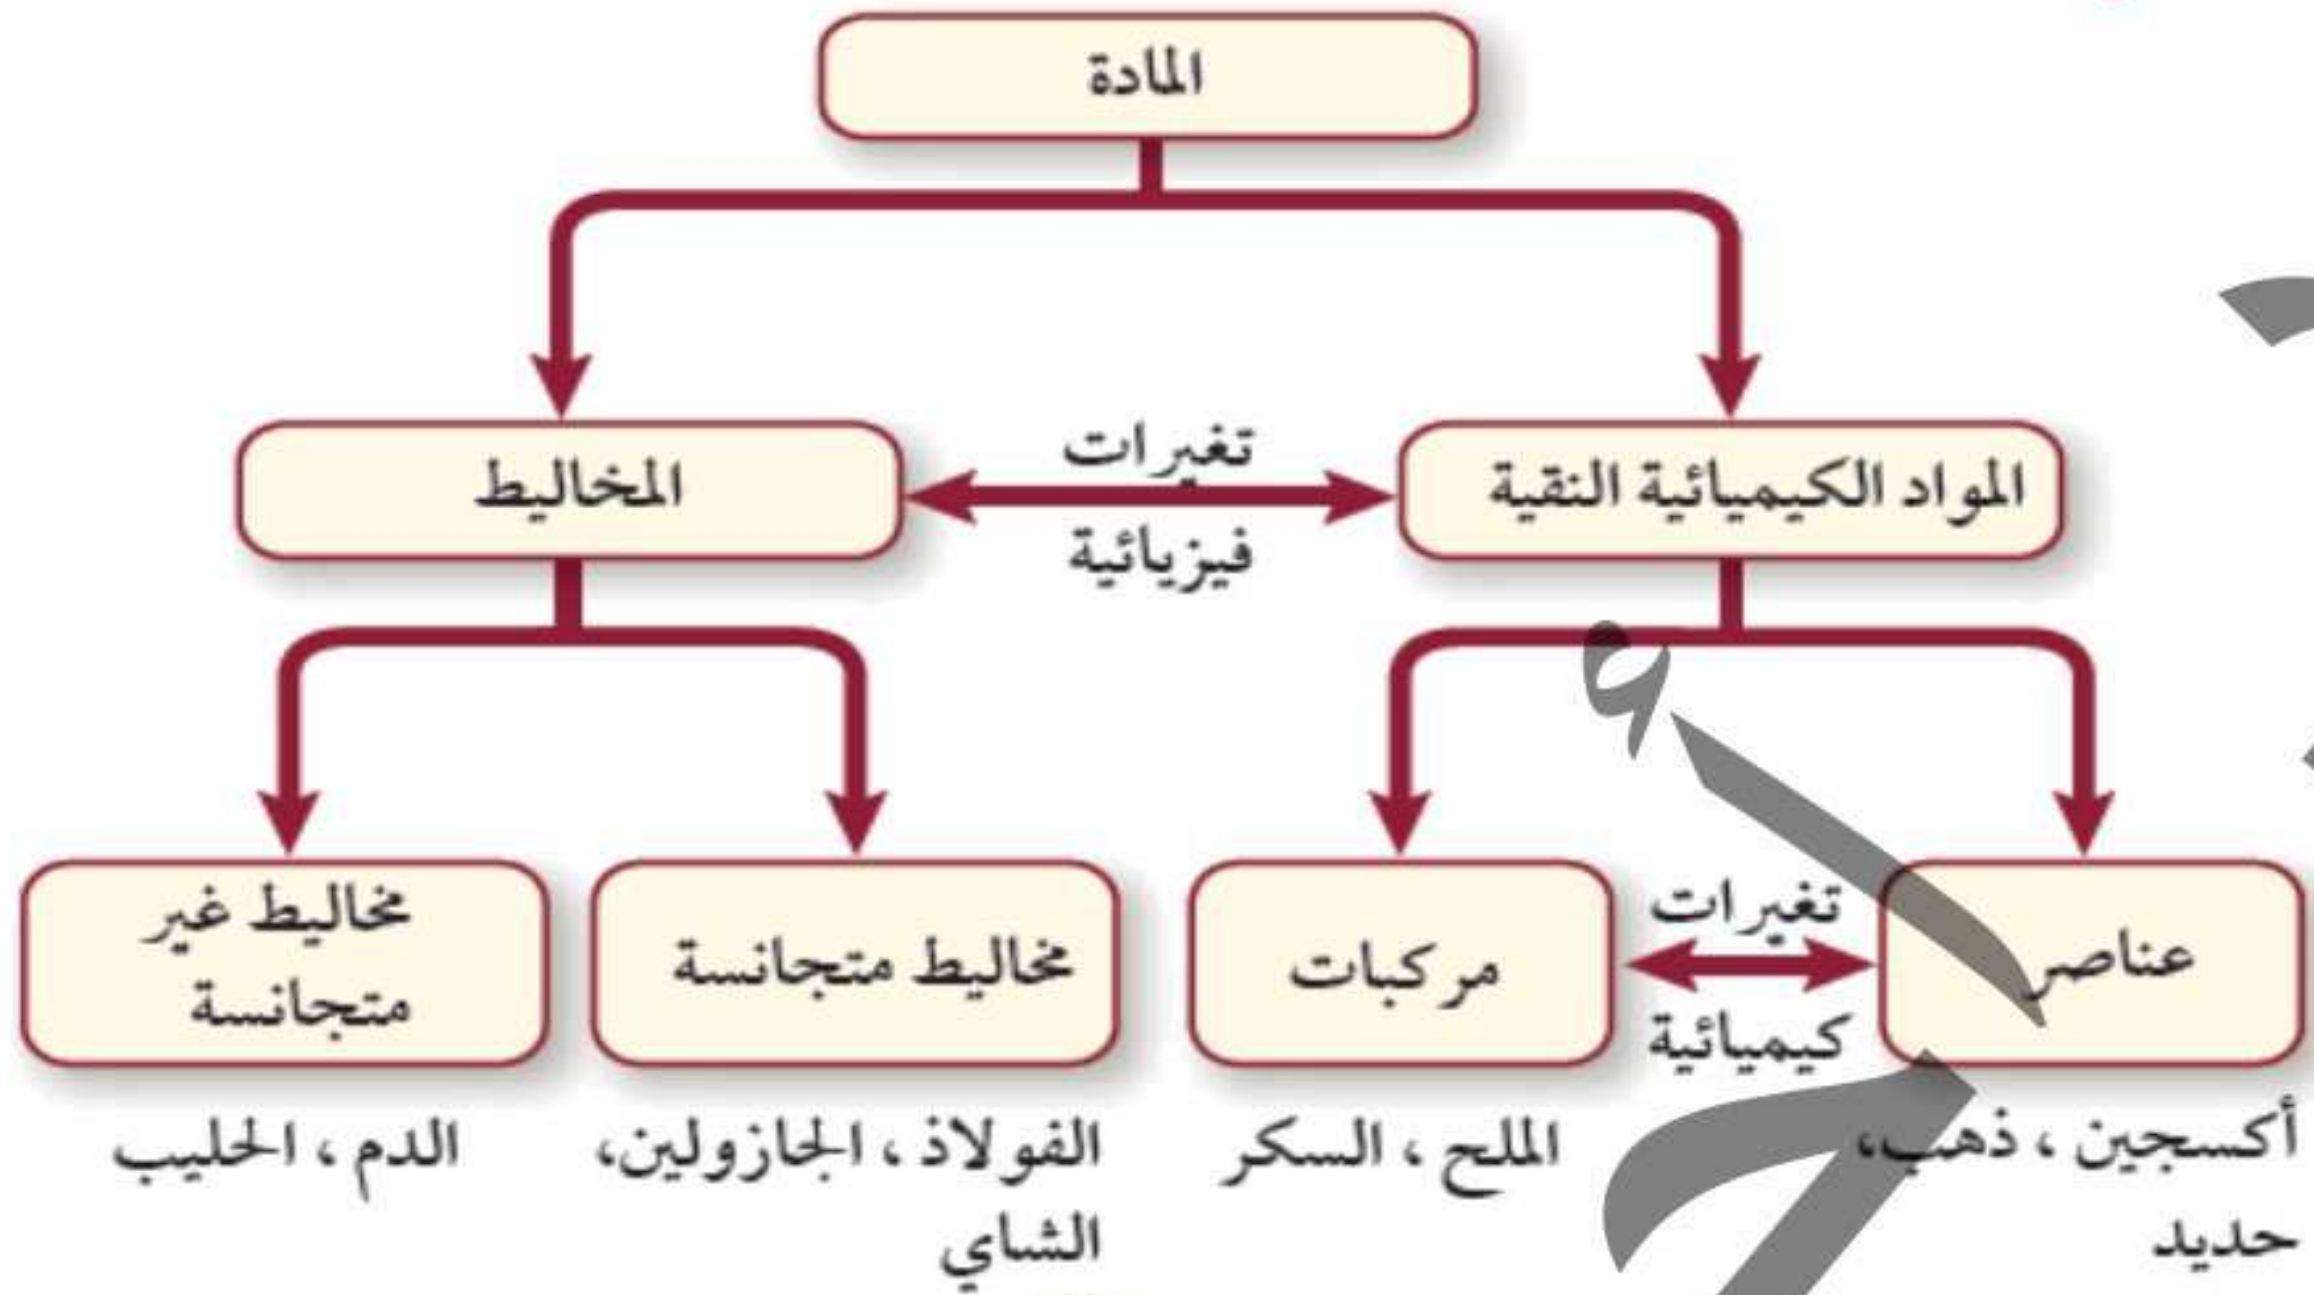 المادة
تغيرات
المواد الكيميائية النقية
المخاليط
فيزيائية
تغيرات
عناصر
مركبات
مخاليط متجانسة
مخاليط غير
متجانسة
كيميائية
أكسجين ، ذهب،
حديد
الملح ، السكر
الفولاذ ، الجازولين،
الشاي
الدم ، الحليب